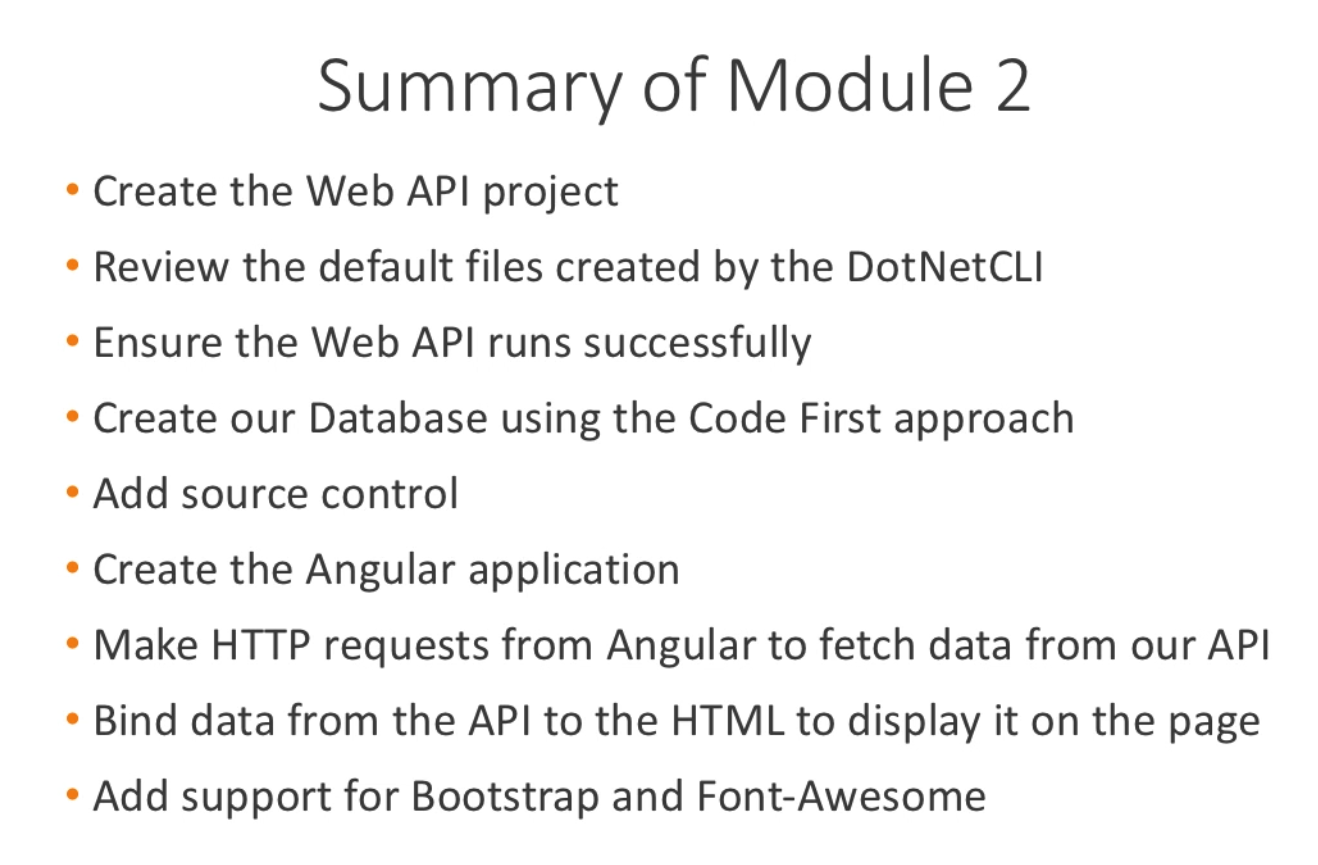 Summary of Module 2
• Create the Web API project
• Review the default files created by the DotNetCLI
• Ensure the Web API runs successfully
• Create our Database using the Code First approach
• Add source control
• Create the Angular application
• Make HTTP requests from Angular to fetch data from our API
• Bind data from the API to the HTML to display it on the page
• Add support for Bootstrap and Font-Awesome